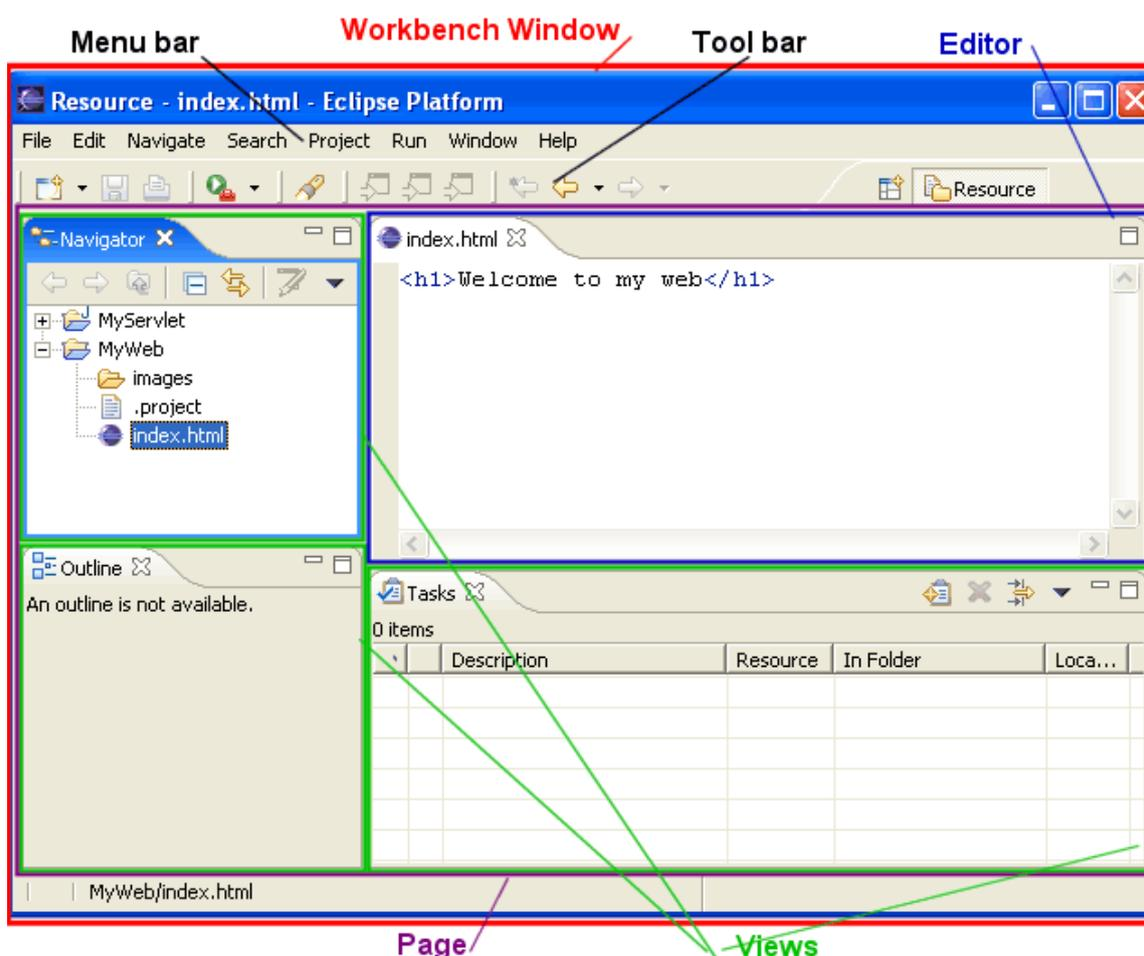 Menu bar
Workbench Window
Tool bar
Editor
Resource - index.html - Eclipse Platform
File Edit Navigate Search Project Run Window Help
Resource
Navigator
index.html
<h1>Welcome to my web</h1>
MyServlet
MyWeb
images
.project
index.html
Outline
An outline is not available.
Tasks
0 items
Description Resource In Folder Loca...
MyWeb/index.html
Page
Views